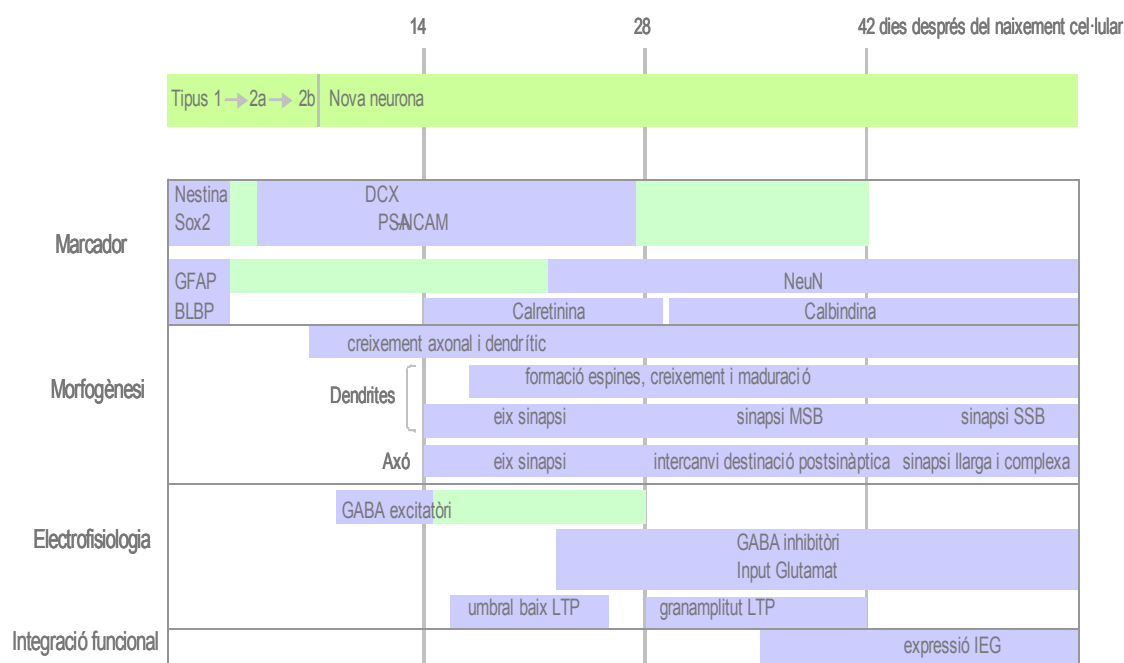 14 28 42 dies després del naixement cel·lular
Tipus 1 2a 2b Nova neurona
Nestina DCX
Sox2 PSA-NCAM
Marcador
GFAP NeuN
BLBP Calretinina Calbindina
creixement axonal i dendrític
formació espines, creixement i maduració
Morfogènesi
Dendrites
eix sinapsi sinapsi MSB sinapsi SSB
Axó eix sinapsi intercanvi destinació postsinàptica sinapsi llarga i complexa
GABA excitatòri
Electrofisiologia
GABA inhibitòri
Input Glutamat
umbral baix LTP granamplitut LTP
Integració funcional expressió IEG